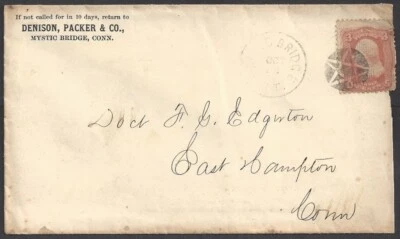 If not called for in 10 days, return to
DENISON, PACKER & CO.,
MYSTIC BRIDGE, CONN.
BRIDGE
Doct F. G. Edgerton
East Hampton
Conn